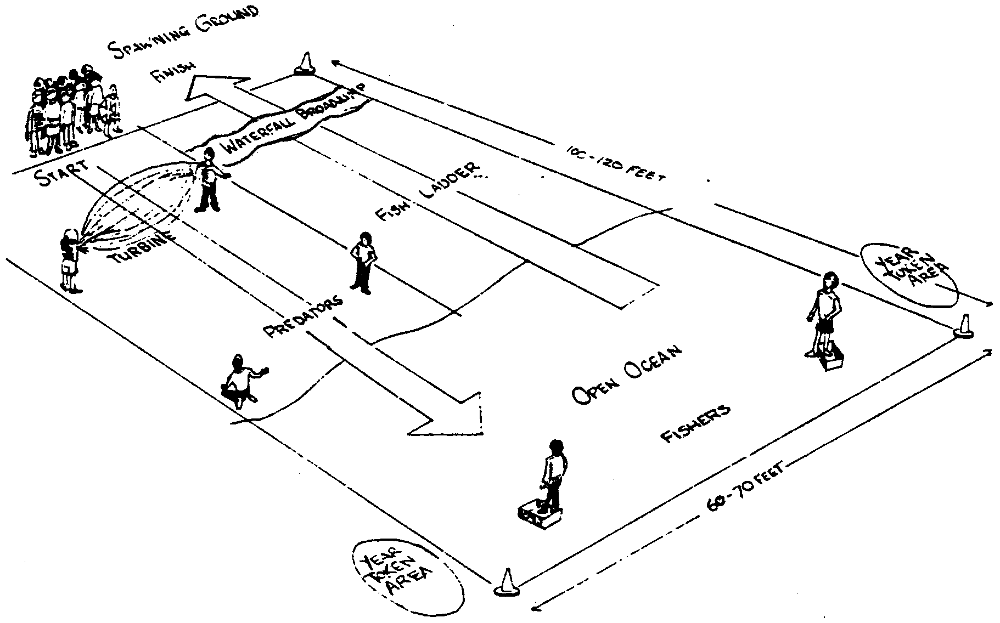 SPAWNING GROUND
FINISH
WATERFALL BROADJUMP
START
100-120 FEET
FISH LADDER
TURBINE
YEAR
TOKEN
AREA
PREDATORS
OPEN OCEAN
FISHERS
60-70 FEET
YEAR
TOKEN
AREA